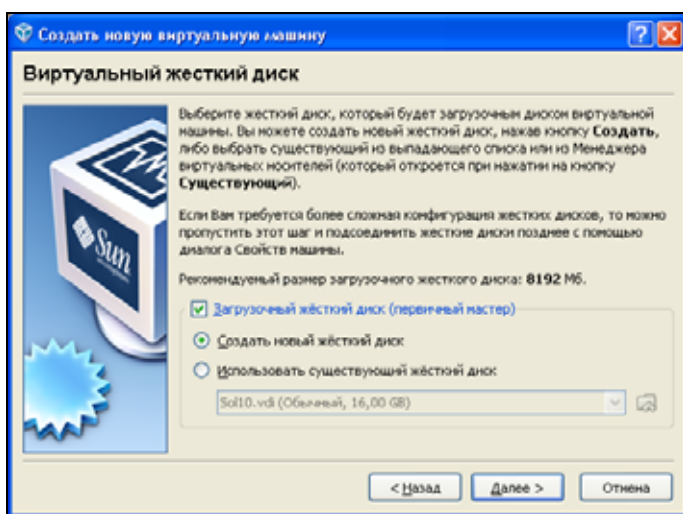 Создать новую виртуальную машину
Виртуальный жесткий диск
Выберите жесткий диск, который будет загрузочным диском виртуальной
машины. Вы можете создать новый жесткий диск, нажав кнопку Создать,
либо выбрать существующий из выпадающего списка или из Менеджера
виртуальных носителей (который откроется при нажатии на кнопку
Существующий).
Если Вам требуется более сложная конфигурация жестких дисков, то можно
пропустить этот шаг и подсоединить жесткие диски позднее с помощью
диалога Свойств машины.
Рекомендуемый размер загрузочного жесткого диска: 8192 Мб.
Загрузочный жёсткий диск (первичный мастер)
Создать новый жёсткий диск
Использовать существующий жёсткий диск
Sol10.vdi (Обычный, 16,00 GB)
Sun
< Назад
Далее >
Отмена